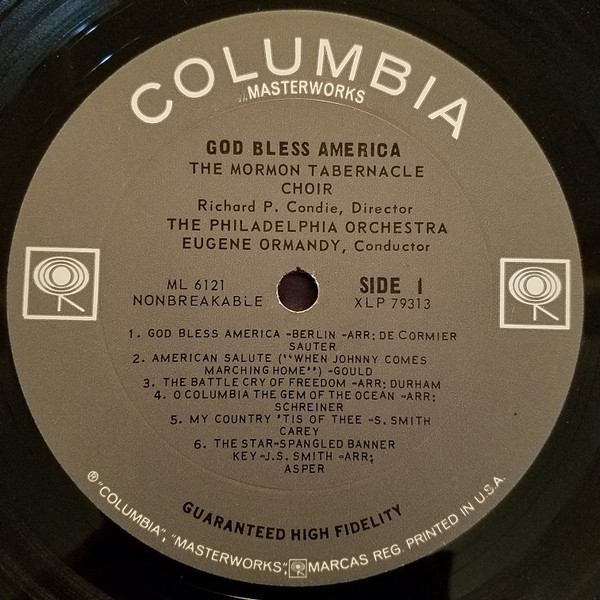 COLUMBIA
MASTERWORKS
GOD BLESS AMERICA
THE MORMON TABERNACLE
CHOIR
Richard P. Condie, Director
THE PHILADELPHIA ORCHESTRA
EUGENE ORMANDY, Conductor
ML 6121
NONBREAKABLE
SIDE 1
XLP 79313
1. GOD BLESS AMERICA -BERLIN -ARR: DE CORMIER
SAUTER
2. AMERICAN SALUTE ("WHEN JOHNNY COMES
MARCHING HOME") -GOULD
3. THE BATTLE CRY OF FREEDOM -ARR: DURHAM
4. O COLUMBIA THE GEM OF THE OCEAN -ARR:
SCHREINER
5. MY COUNTRY 'TIS OF THEE -S. SMITH
CAREY
6. THE STAR-SPANGLED BANNER
KEY -J.S. SMITH -ARR:
ASPER
GUARANTEED HIGH FIDELITY
® "COLUMBIA", "MASTERWORKS", MARCAS REG. PRINTED IN U.S.A.